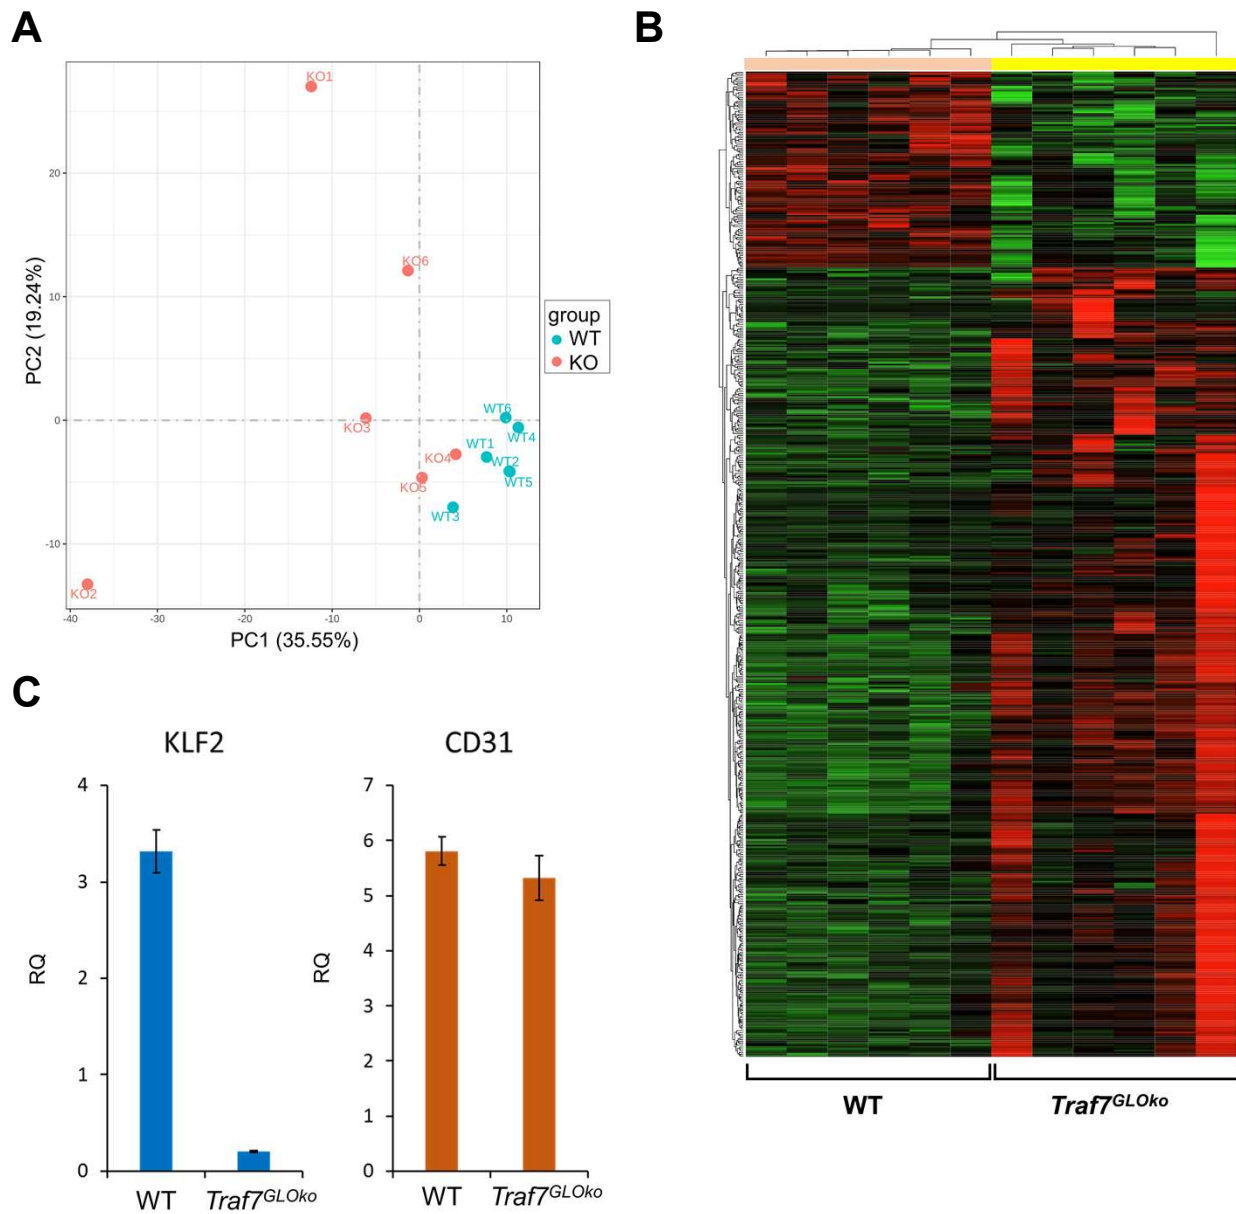 A
KO1
KO6
KO3
KO4
KO5
KO2
WT6
WT4
WT1
WT2
WT5
WT3
20
10
0
-10
-40
-30
-20
-10
0
10
PC2 (19.24%)
PC1 (35.55%)
group
WT
KO
B
WT
Traf7GLOko
C
KLF2
4
3
2
1
0
RQ
WT
Traf7GLOko
CD31
7
6
5
4
3
2
1
0
RQ
WT
Traf7GLOko